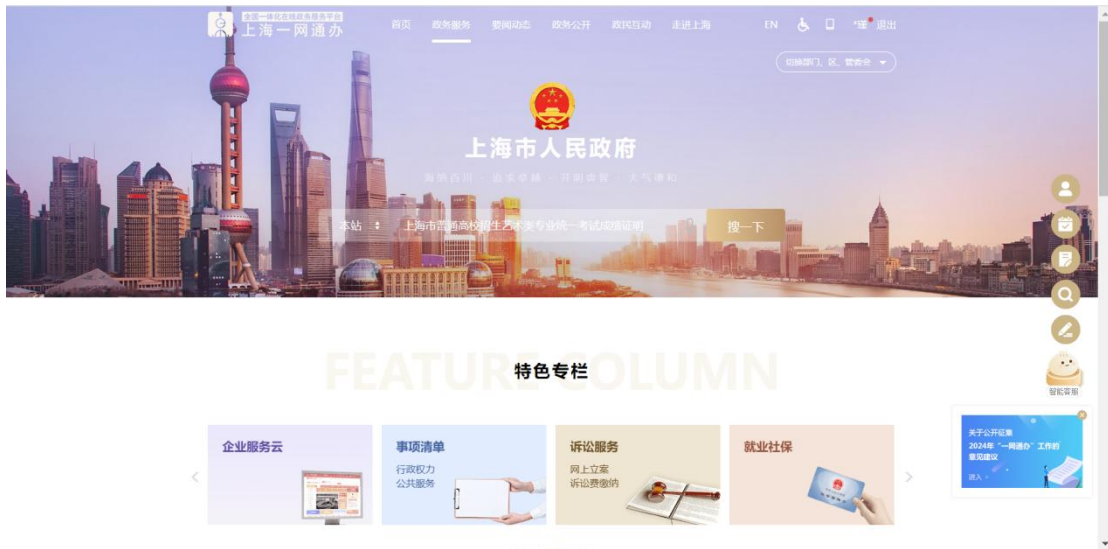 全国一体化在线政务服务平台
上海一网通办
首页 政务服务 要闻动态 政务公开 政民互动 走进上海 EN 退出
切换部门、区、管委会
上海市人民政府
海纳百川 追求卓越 开明睿智 大气谦和
本站 上海市普通高校招生艺术类专业统一考试成绩证明 搜一下
FEATURE COLUMN
特色专栏
智能客服
企业服务云
事项清单
行政权力
公共服务
诉讼服务
网上立案
诉讼费缴纳
就业社保
关于公开征集
2024年“一网通办”工作的
意见建议
进入